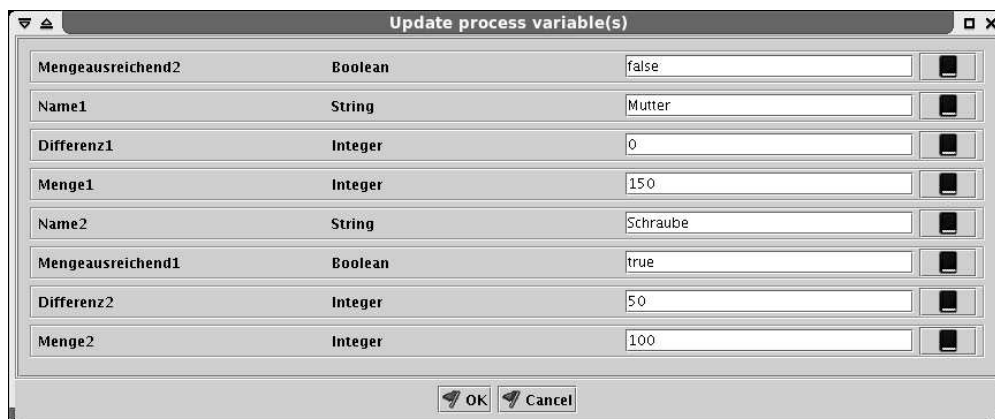 Update process variable(s)
Mengeausreichend2 Boolean false
Name1 String Mutter
Differenz1 Integer 0
Menge1 Integer 150
Name2 String Schraube
Mengeausreichend1 Boolean true
Differenz2 Integer 50
Menge2 Integer 100
OK Cancel